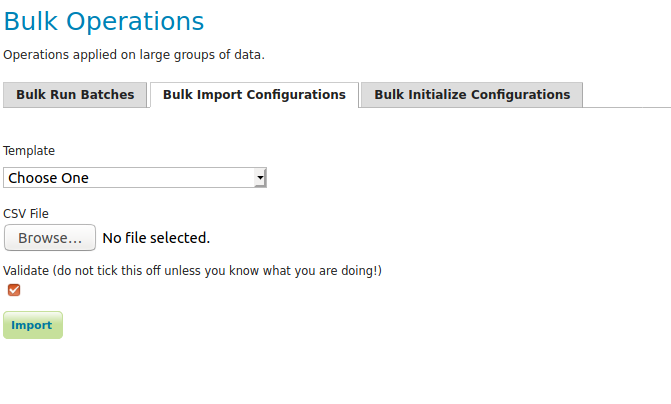 Bulk Operations
Operations applied on large groups of data.
Bulk Run Batches Bulk Import Configurations Bulk Initialize Configurations
Template
Choose One
CSV File
Browse... No file selected.
Validate (do not tick this off unless you know what you are doing!)
Import